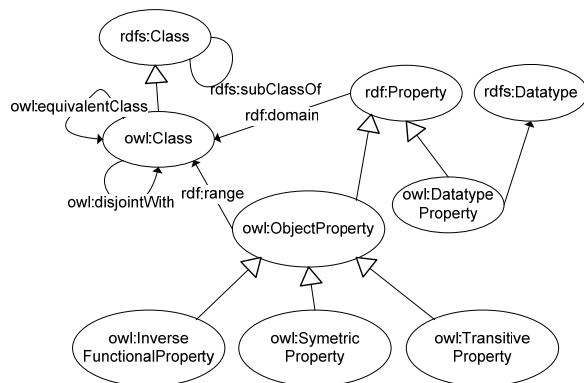 rdfs:Class
rdfs:subClassOf
owl:equivalentClass
rdf:Property
rdfs:Datatype
rdf:domain
owl:Class
owl:disjointWith
rdf:range
owl:Datatype
Property
owl:ObjectProperty
owl:Inverse
FunctionalProperty
owl:Symetric
Property
owl:Transitive
Property